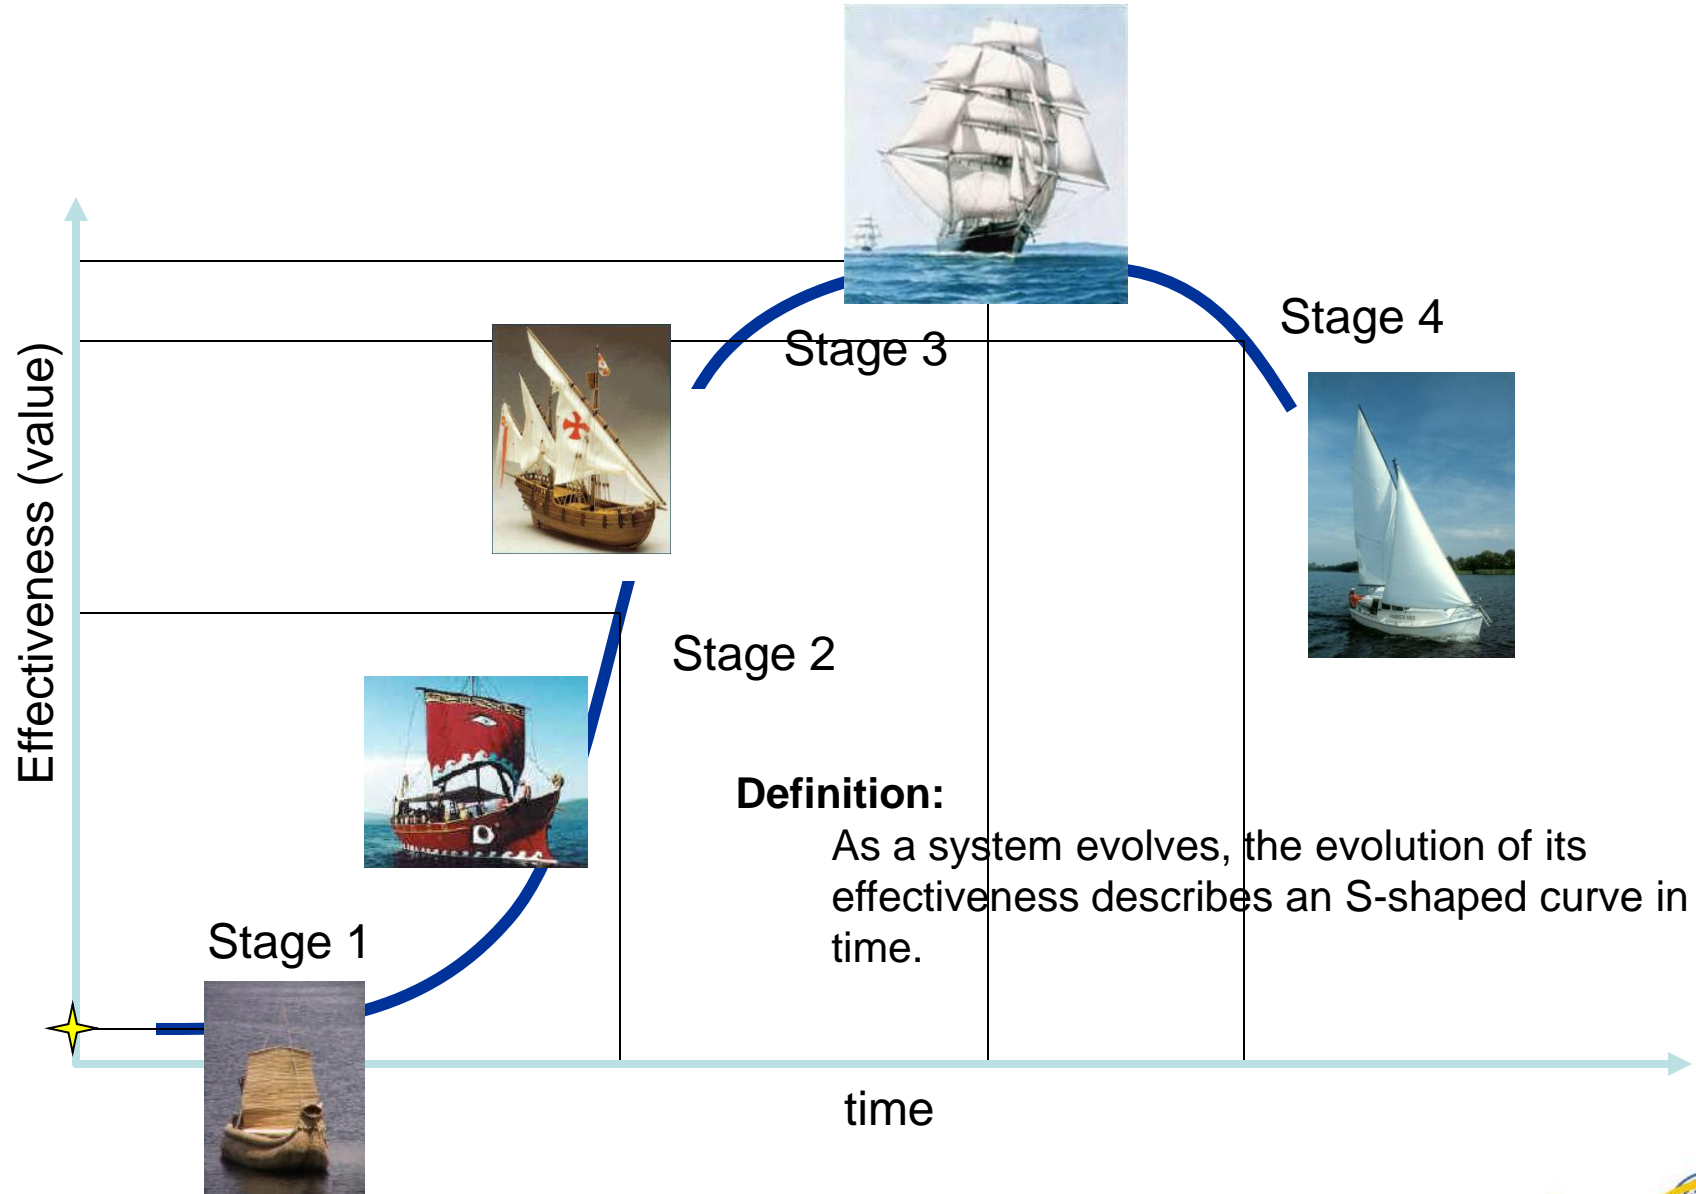 Stage 4
Stage 3
Effectiveness (value)
Stage 2
Definition:
As a system evolves, the evolution of its
effectiveness describes an S-shaped curve in
time.
Stage 1
time